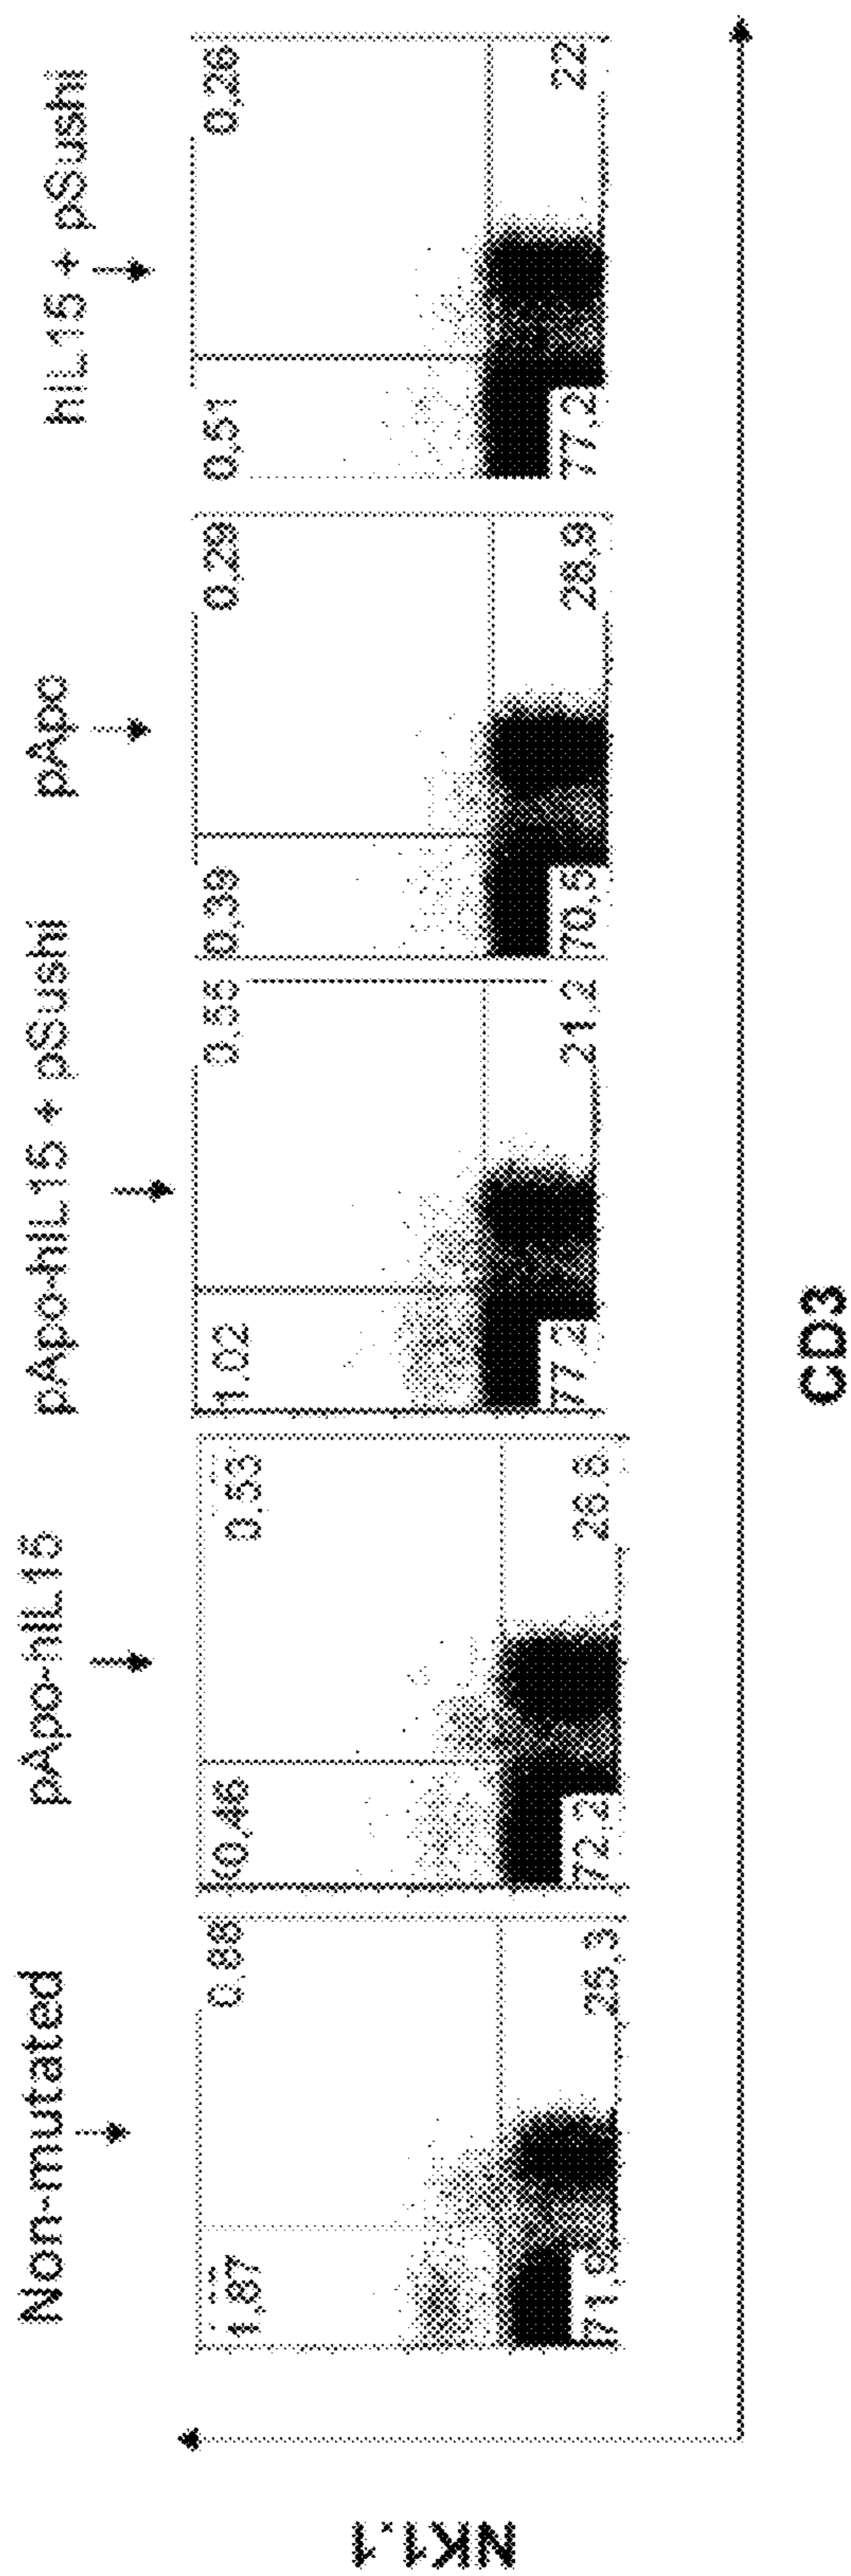 Non-mutated
pApo-hIL15
pApo-hIL15 + pSushi
pApo
hIL15 + pSushi
1,87
0.88
71,9
25,3
0,46
0,53
72,2
26.8
1.02
0.55
77,2
21.2
0.39
0.29
70,5
28,9
0.51
0.26
77.2
22
NK1.1
CD3